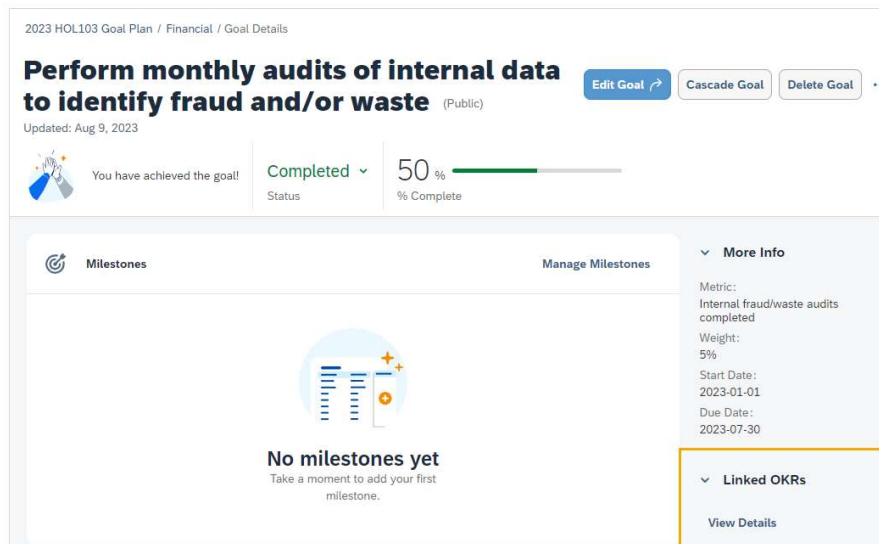 2023 HOL103 Goal Plan / Financial / Goal Details
Perform monthly audits of internal data
to identify fraud and/or waste (Public)
Edit Goal
Cascade Goal
Delete Goal
Updated: Aug 9, 2023
You have achieved the goal!
Completed
Status
50 %
% Complete
Milestones
Manage Milestones
No milestones yet
Take a moment to add your first
milestone.
More Info
Metric:
Internal fraud/waste audits
completed
Weight:
5%
Start Date:
2023-01-01
Due Date:
2023-07-30
Linked OKRs
View Details